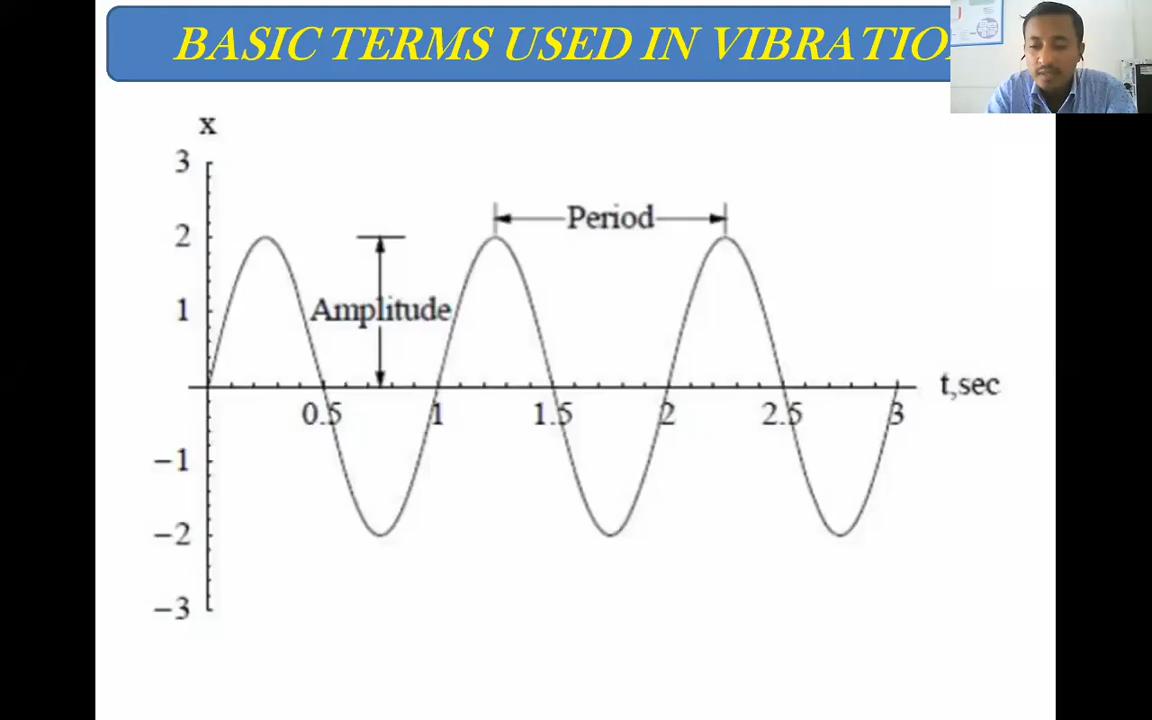 BASIC TERMS USED IN VIBRATIO
x
3
2
1
−1
−2
−3
Period
Amplitude
0.5 1 1.5 2 2.5 3
t,sec